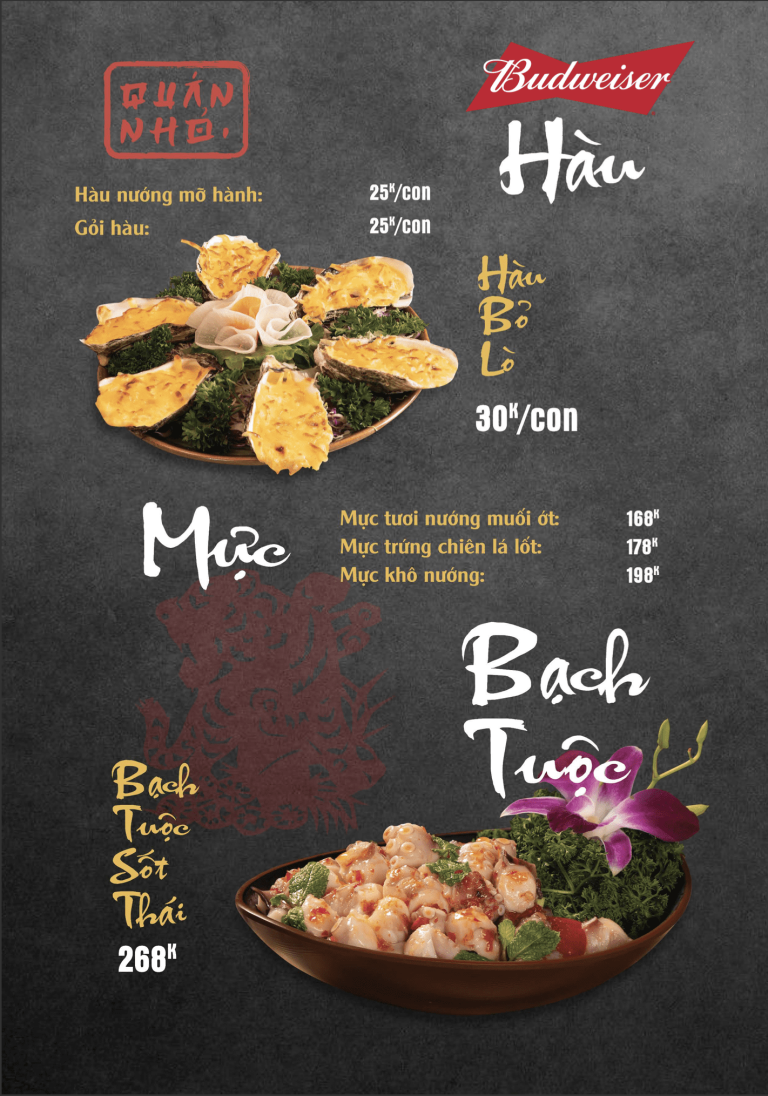 QUÁN
NHỎ.
Budweiser
Hàu
Hàu nướng mỡ hành: 25K/con
Gỏi hàu: 25K/con
Hàu
Bỏ
Lò
30K/con
Mực
Mực tươi nướng muối ớt: 168K
Mực trứng chiên lá lốt: 178K
Mực khô nướng: 198K
Bạch
Tuộc
Bạch
Tuộc
Sốt
Thái
268K